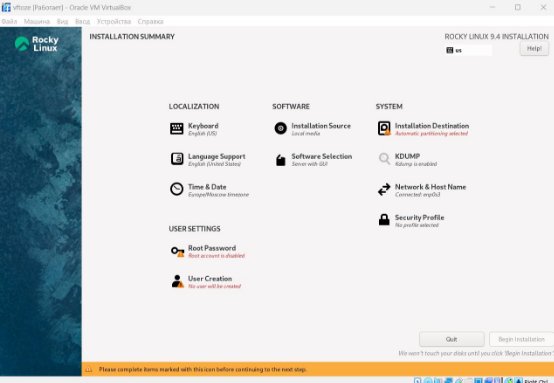 vftoze [Работает] - Oracle VM VirtualBox
Файл Машина Вид Ввод Устройства Справка
Rocky Linux
INSTALLATION SUMMARY
ROCKY LINUX 9.4 INSTALLATION
us
Help!
LOCALIZATION
Keyboard
English (US)
Language Support
English (United States)
Time & Date
Europe/Moscow timezone
SOFTWARE
Installation Source
Local media
Software Selection
Server with GUI
SYSTEM
Installation Destination
Automatic partitioning selected
KDUMP
Kdump is enabled
Network & Host Name
Connected: enp0s3
Security Profile
No profile selected
USER SETTINGS
Root Password
Root account is disabled
User Creation
No user will be created
Quit
Begin Installation
We won't touch your disks until you click 'Begin Installation'.
Please complete items marked with this icon before continuing to the next step.
Right Ctrl